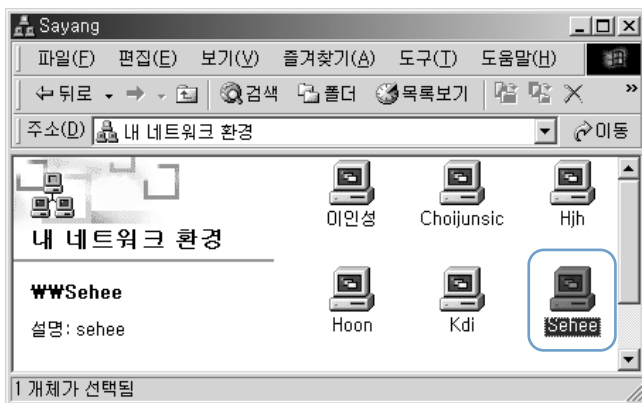 Sayang
파일(F) 편집(E) 보기(V) 즐겨찾기(A) 도구(T) 도움말(H)
뒤로 검색 폴더 목록보기 »
주소(D) 내 네트워크 환경 이동
이인성 Choijunsic Hjh
내 네트워크 환경
₩₩Sehee
설명: sehee
Hoon Kdi Sehee
1 개체가 선택됨